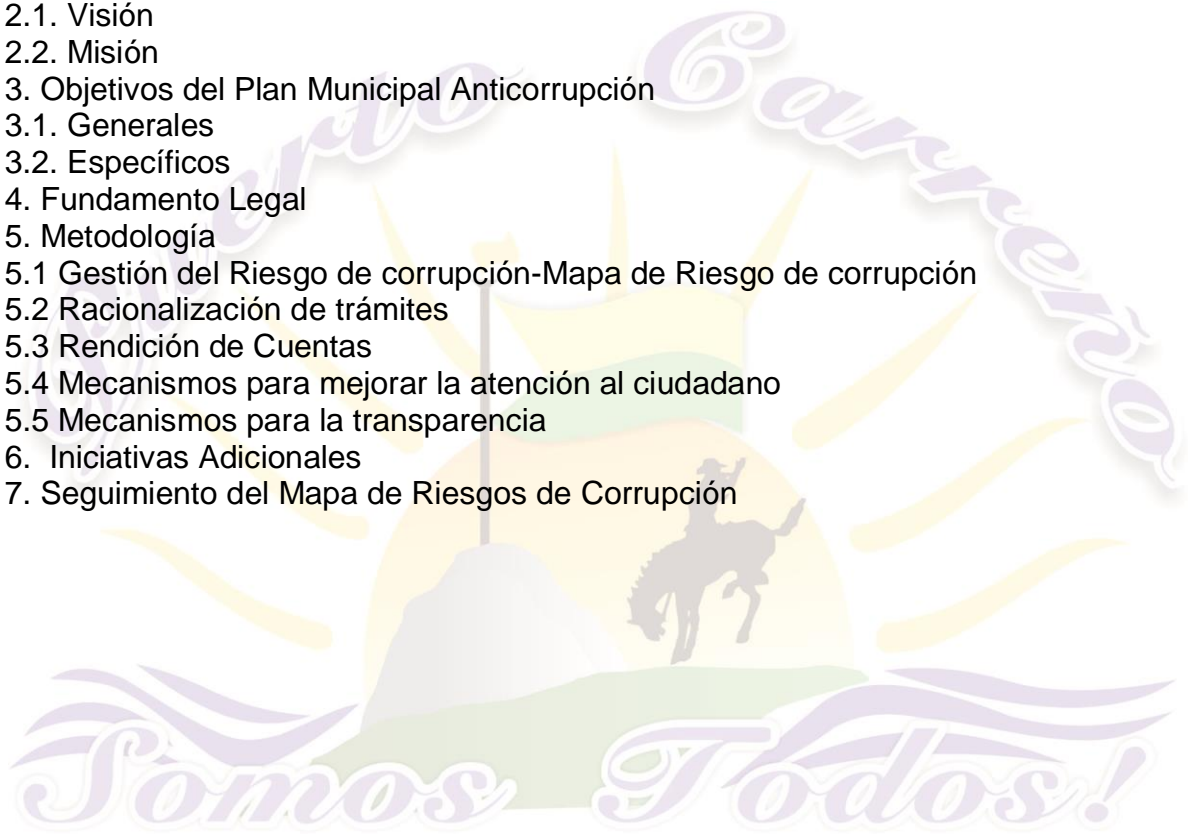 2.1. Visión
2.2. Misión
3. Objetivos del Plan Municipal Anticorrupción
3.1. Generales
3.2. Específicos
4. Fundamento Legal
5. Metodología
5.1 Gestión del Riesgo de corrupción-Mapa de Riesgo de corrupción
5.2 Racionalización de trámites
5.3 Rendición de Cuentas
5.4 Mecanismos para mejorar la atención al ciudadano
5.5 Mecanismos para la transparencia
6.  Iniciativas Adicionales
7. Seguimiento del Mapa de Riesgos de Corrupción
Puerto Carreño
Somos Todos!